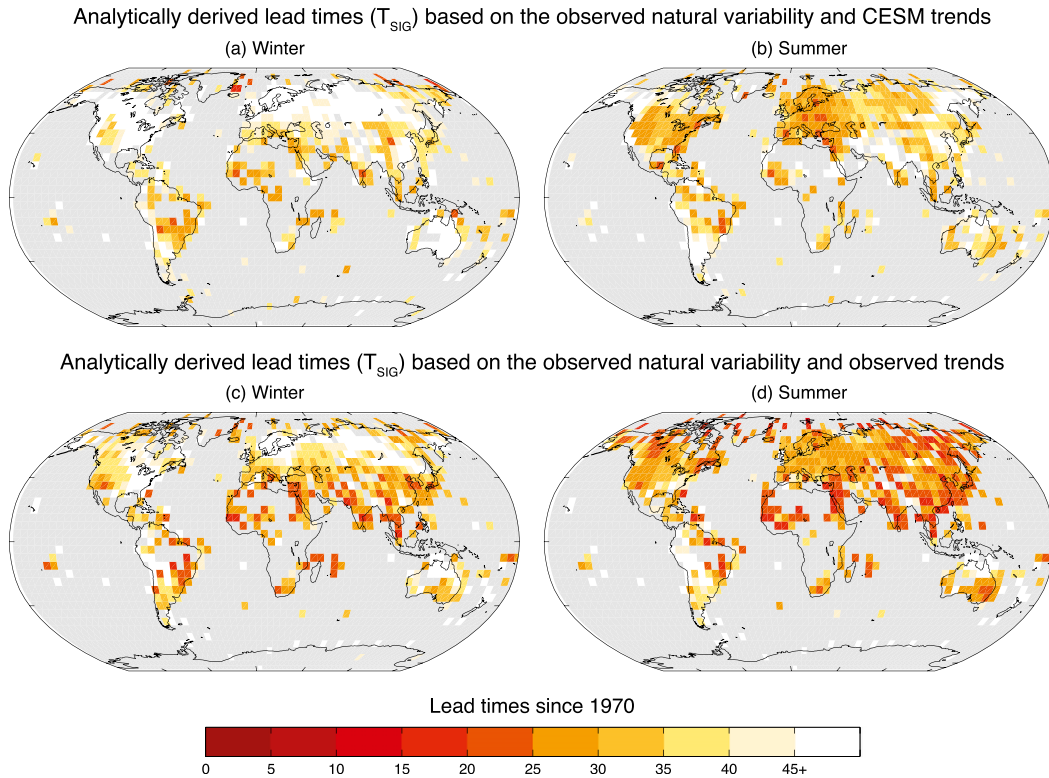 Analytically derived lead times (TSIG) based on the observed natural variability and CESM trends
(a) Winter
(b) Summer
Analytically derived lead times (TSIG) based on the observed natural variability and observed trends
(c) Winter
(d) Summer
Lead times since 1970
0 5 10 15 20 25 30 35 40 45+